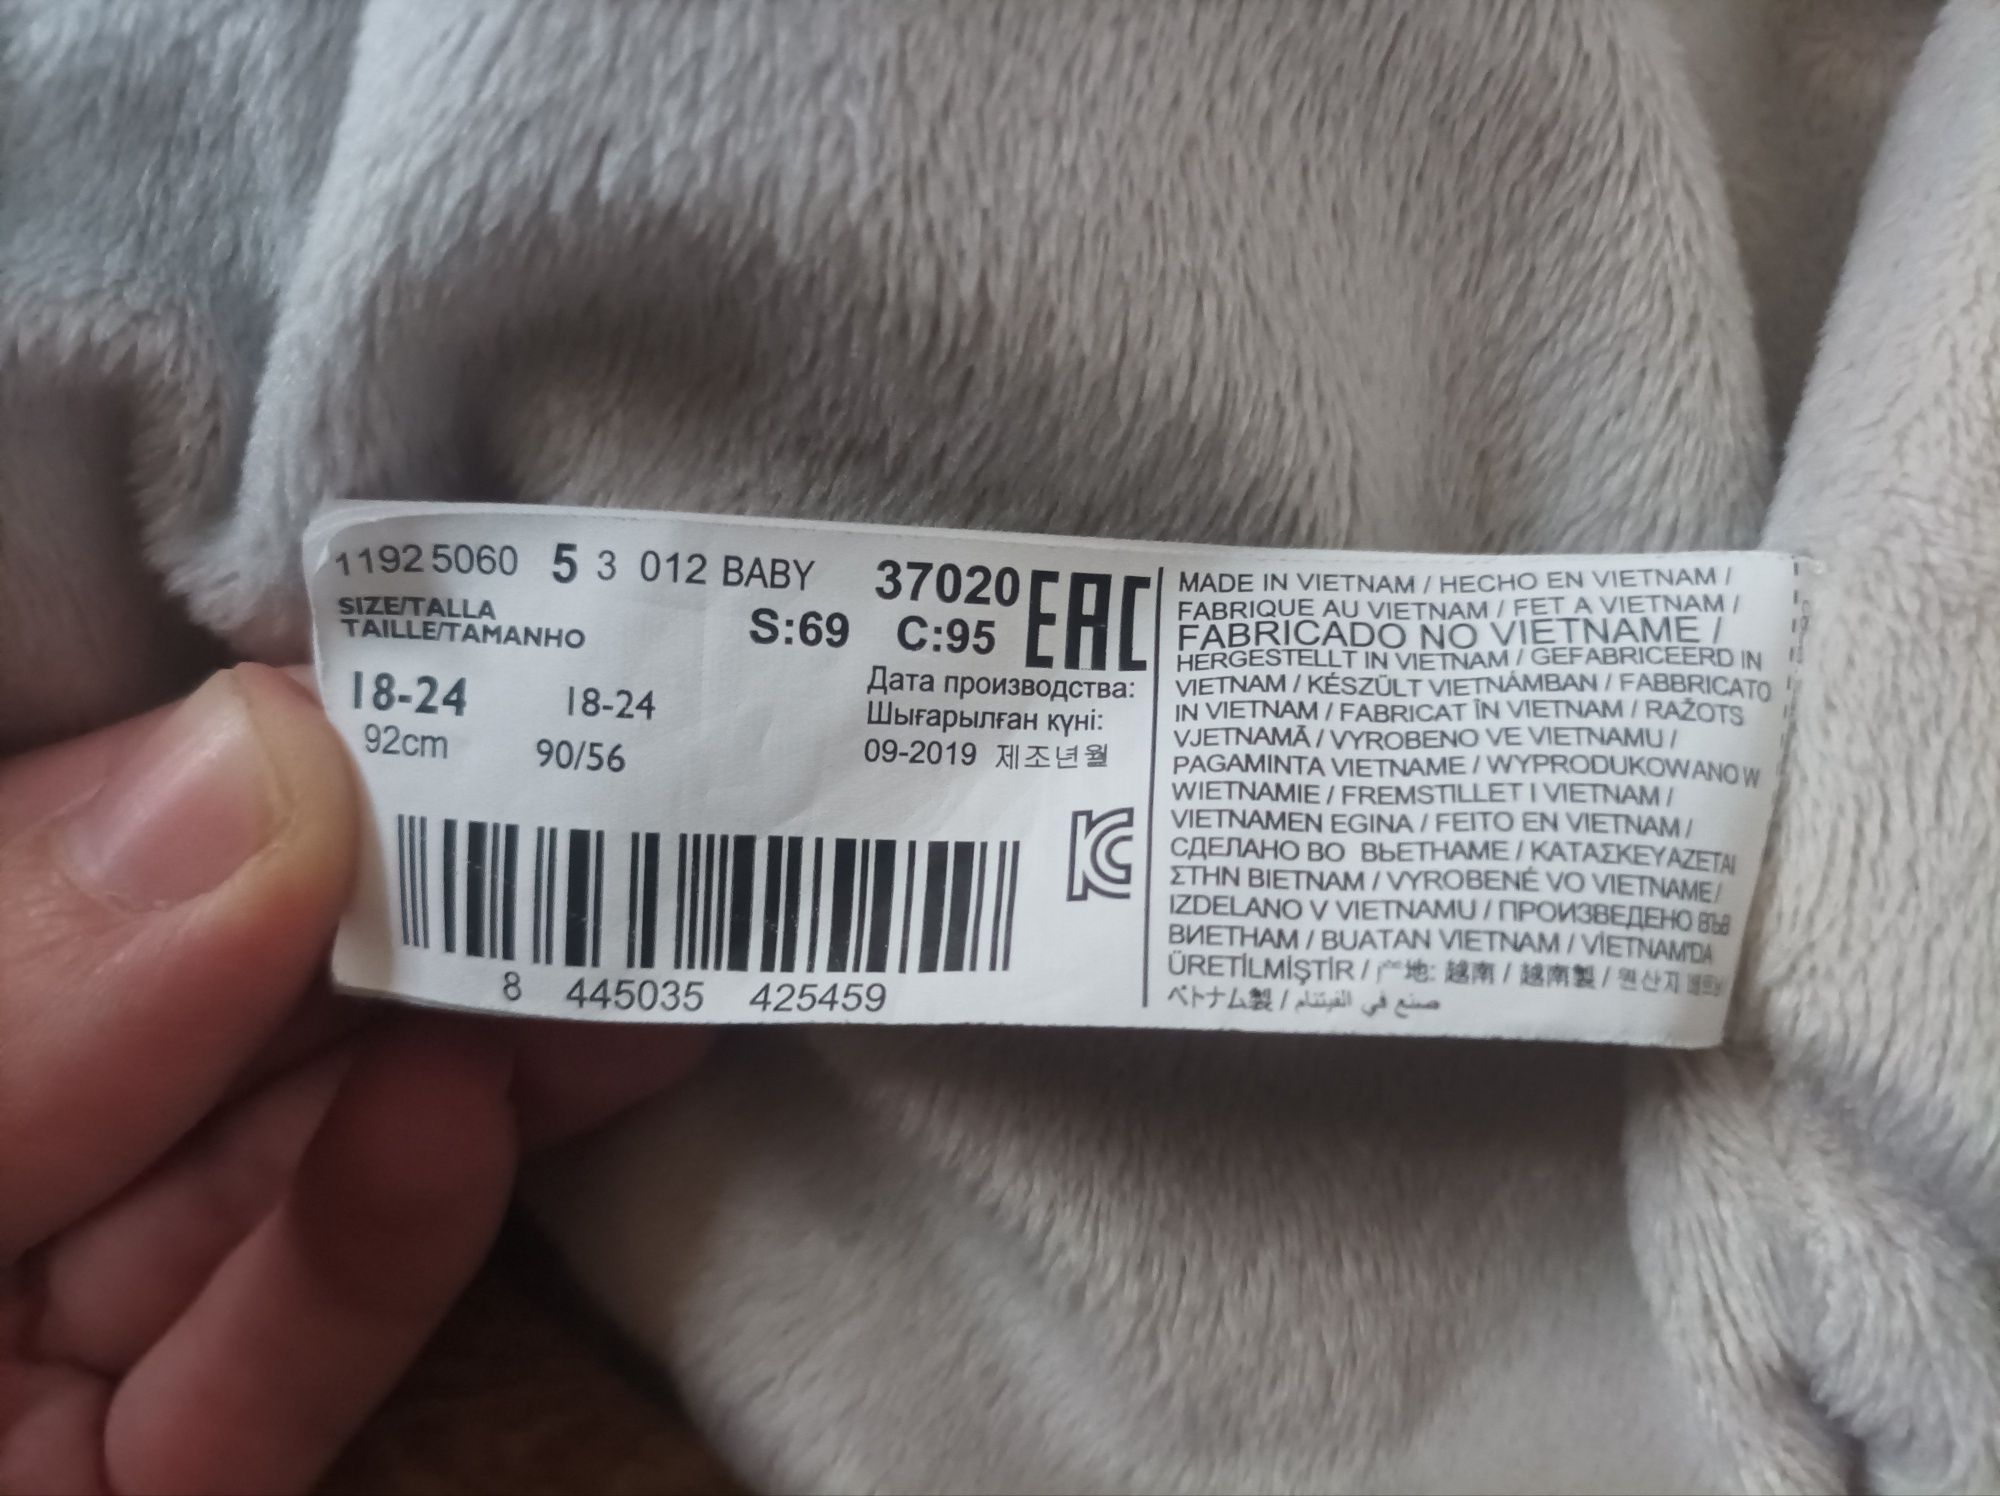 11925060 5 3 012 BABY 37020 EAC
SIZE/TALLA
TAILLE/TAMANHO
S:69 C:95
18-24 18-24
92cm 90/56
Дата производства:
Шығарылған күні:
09-2019 제조년월
8 445035 425459
MADE IN VIETNAM / HECHO EN VIETNAM /
FABRIQUE AU VIETNAM / FET A VIETNAM /
FABRICADO NO VIETNAME /
HERGESTELLT IN VIETNAM / GEFABRICEERD IN
VIETNAM / KÉSZÜLT VIETNÁMBAN / FABBRICATO
IN VIETNAM / FABRICAT ÎN VIETNAM / RAŽOTS
VJETNAMĀ / VYROBENO VE VIETNAMU /
PAGAMINTA VIETNAME / WYPRODUKOWANO W
WIETNAMIE / FREMSTILLET I VIETNAM /
VIETNAMEN EGINA / FEITO EN VIETNAM /
СДЕЛАНО ВО ВЬЕТНАМЕ / ΚΑΤΑΣΚΕΥΑΖΕΤΑΙ
ΣΤΗΝ ΒΙΕΤΝΑΜ / VYROBENÉ VO VIETNAME /
IZDELANO V VIETNAMU / ПРОИЗВЕДЕНО ВЪВ
ВИЕТНАМ / BUATAN VIETNAM / VİETNAM'DA
ÜRETİLMİŞTİR / 地: 越南 / 越南製 / 원산지
ベトナム製 / صنع في الفيتنام